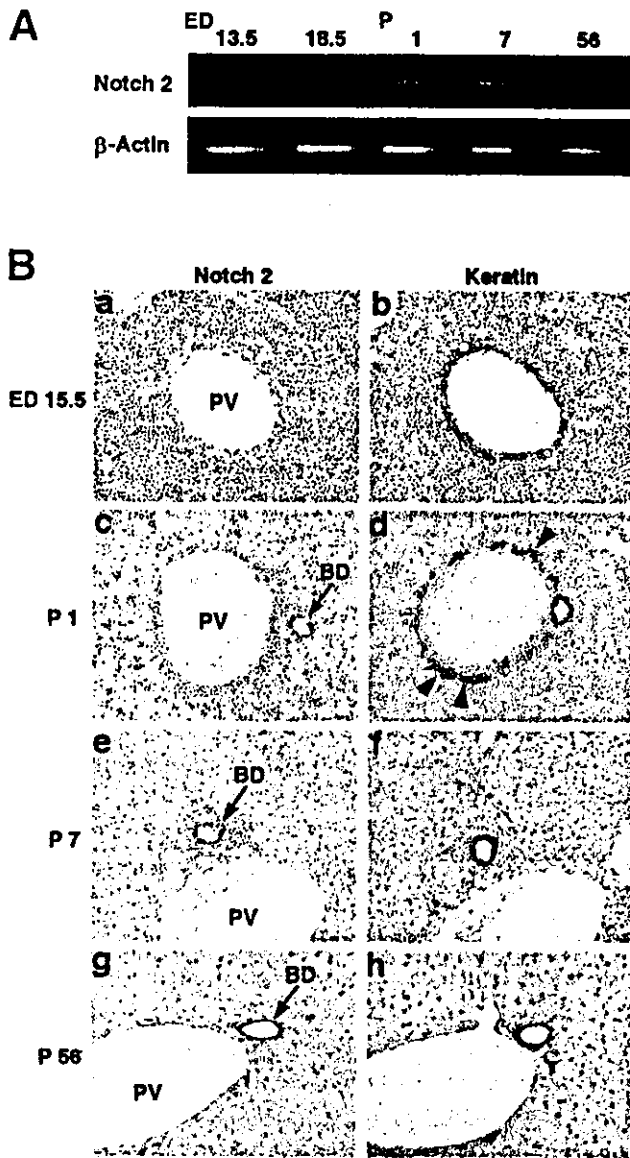 A
ED P
13.5 18.5 1 7 56
Notch 2
β-Actin
B
Notch 2 Keratin
a b
ED 15.5 PV
c d
P 1 PV BD
e f
P 7 BD PV
g h
P 56 BD PV